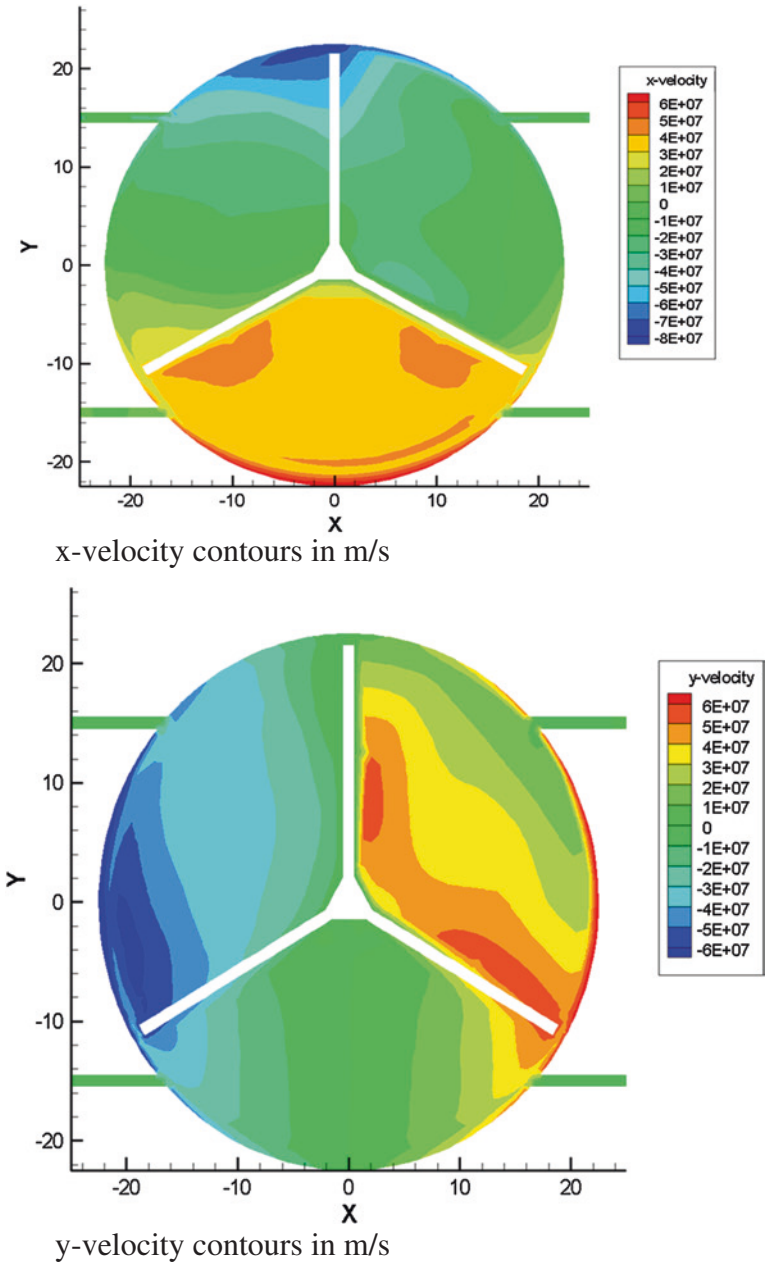 20
10
0
-10
-20
Y
-20 -10 0 10 20
X
x-velocity
6E+07
5E+07
4E+07
3E+07
2E+07
1E+07
0
-1E+07
-2E+07
-3E+07
-4E+07
-5E+07
-6E+07
-7E+07
-8E+07
x-velocity contours in m/s
20
10
0
-10
-20
Y
-20 -10 0 10 20
X
y-velocity
6E+07
5E+07
4E+07
3E+07
2E+07
1E+07
0
-1E+07
-2E+07
-3E+07
-4E+07
-5E+07
-6E+07
y-velocity contours in m/s